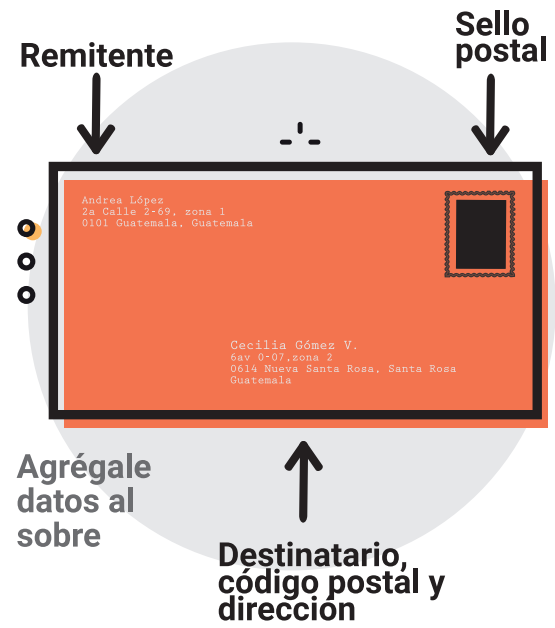 Remitente
Sello
postal
Andrea López
2a Calle 2-69, zona 1
0101 Guatemala, Guatemala
Cecilia Gómez V.
6av 0-07,zona 2
0614 Nueva Santa Rosa, Santa Rosa
Guatemala
Agrégale
datos al
sobre
Destinatario,
código postal y
dirección